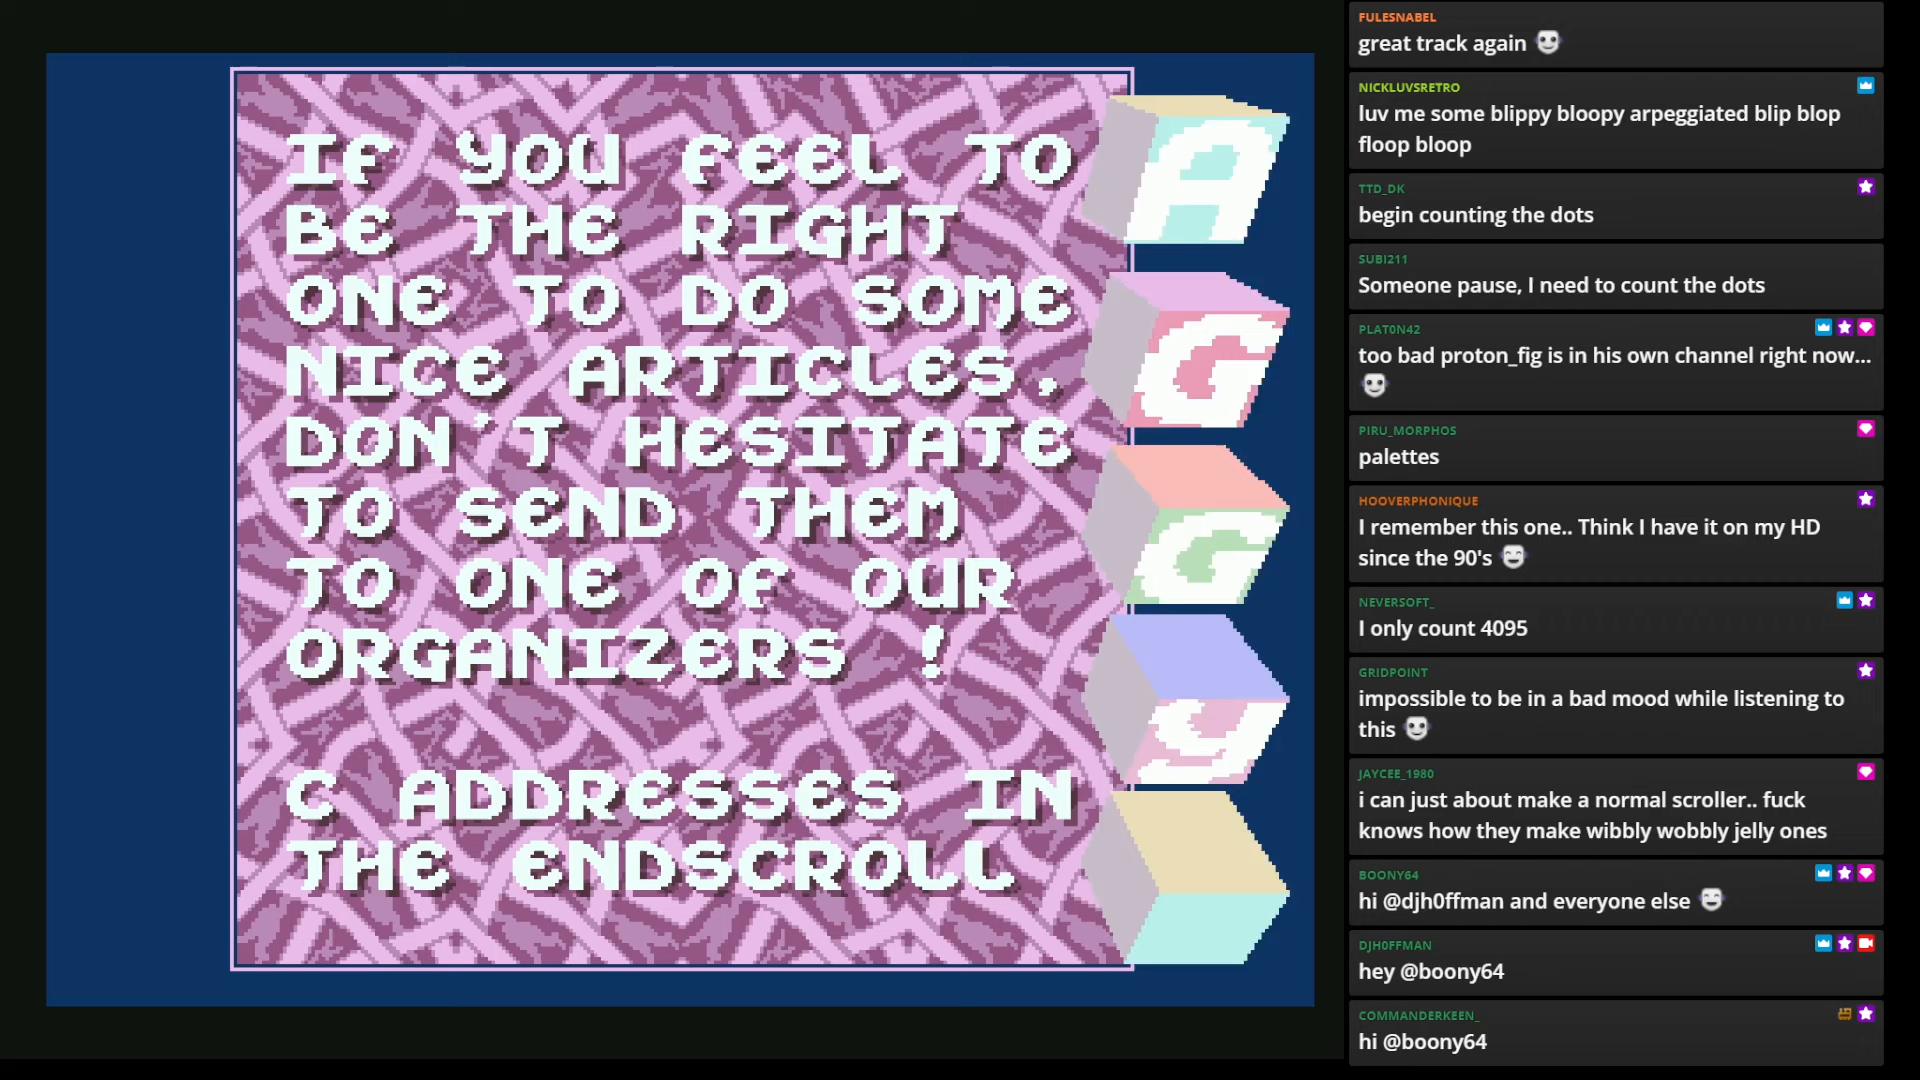 IF YOU FEEL TO
BE THE RIGHT
ONE TO DO SOME
NICE ARTICLES.
DON'T HESITATE
TO SEND THEM
TO ONE OF OUR
ORGANIZERS !
C ADDRESSES IN
THE ENDSCROLL
A
G
G
Y
FULESNABEL
great track again
NICKLUVSRETRO
luv me some blippy bloopy arpeggiated blip blop
floop bloop
TTD_DK
begin counting the dots
SUBI211
Someone pause, I need to count the dots
PLAT0N42
too bad proton_fig is in his own channel right now...
PIRU_MORPHOS
palettes
HOOVERPHONIQUE
I remember this one.. Think I have it on my HD
since the 90's
NEVERSOFT_
I only count 4095
GRIDPOINT
impossible to be in a bad mood while listening to
this
JAYCEE_1980
i can just about make a normal scroller.. fuck
knows how they make wibbly wobbly jelly ones
BOONY64
hi @djh0ffman and everyone else
DJH0FFMAN
hey @boony64
COMMANDERKEEN_
hi @boony64